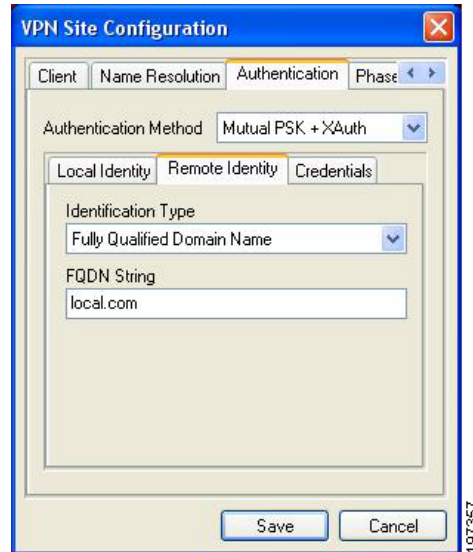 VPN Site Configuration
Client Name Resolution Authentication Phase
Authentication Method Mutual PSK + XAuth
Local Identity Remote Identity Credentials
Identification Type
Fully Qualified Domain Name
FQDN String
local.com
Save Cancel
197357